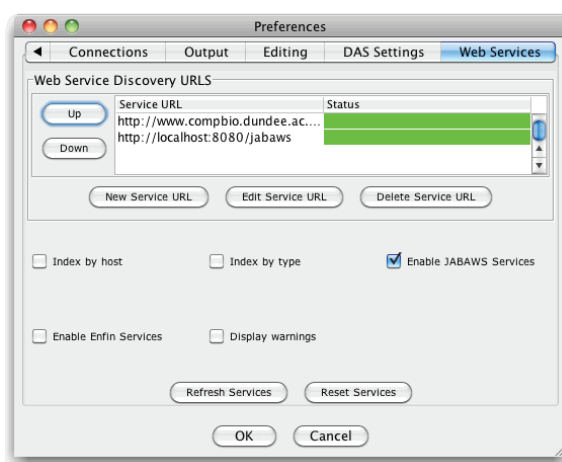 Preferences
Connections Output Editing DAS Settings Web Services
Web Service Discovery URLS
Service URL Status
Up
http://www.compbio.dundee.ac....
http://localhost:8080/jabaws
Down
New Service URL Edit Service URL Delete Service URL
Index by host Index by type Enable JABAWS Services
Enable Enfin Services Display warnings
Refresh Services Reset Services
OK Cancel